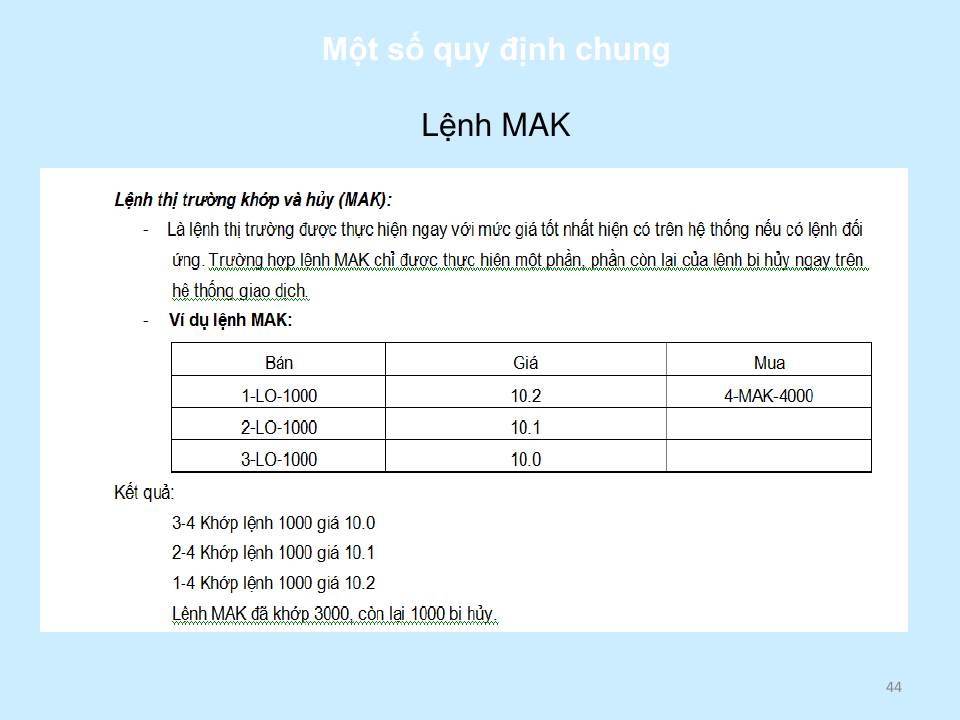 Một số quy định chung
Lệnh MAK
Lệnh thị trường khớp và hủy (MAK):
- Là lệnh thị trường được thực hiện ngay với mức giá tốt nhất hiện có trên hệ thống nếu có lệnh đối
ứng. Trường hợp lệnh MAK chỉ được thực hiện một phần, phần còn lại của lệnh bị hủy ngay trên
hệ thống giao dịch.
- Ví dụ lệnh MAK:
Bán Giá Mua
1-LO-1000 10.2 4-MAK-4000
2-LO-1000 10.1
3-LO-1000 10.0
Kết quả:
3-4 Khớp lệnh 1000 giá 10.0
2-4 Khớp lệnh 1000 giá 10.1
1-4 Khớp lệnh 1000 giá 10.2
Lệnh MAK đã khớp 3000, còn lại 1000 bị hủy.
44